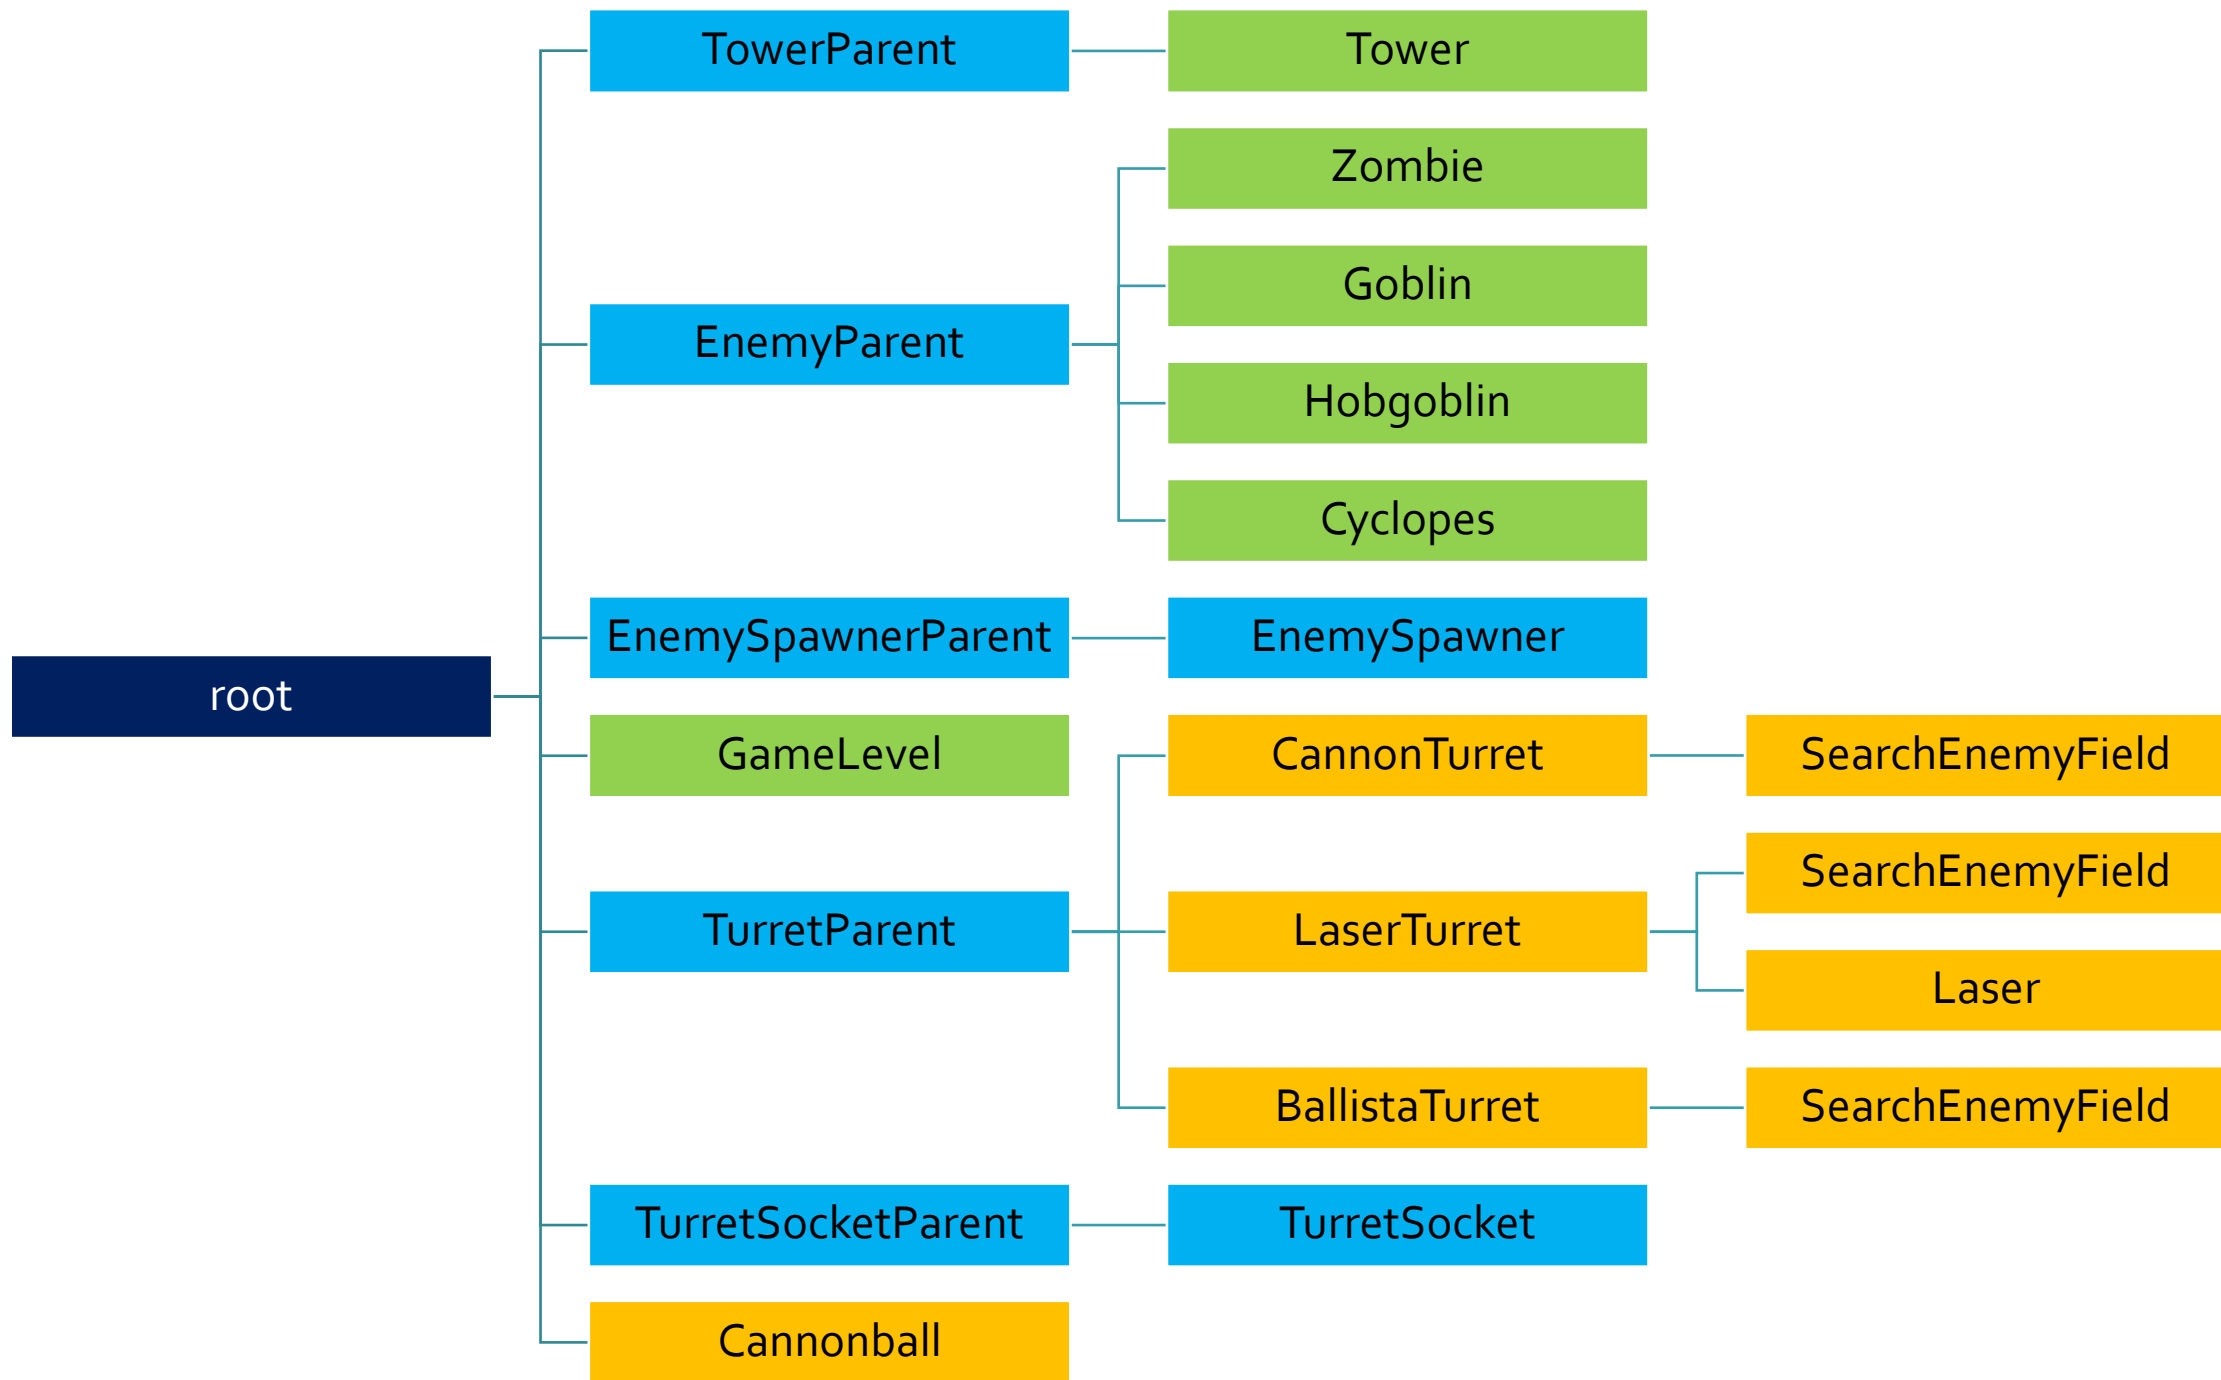 root
TowerParent
Tower
EnemyParent
Zombie
Goblin
Hobgoblin
Cyclopes
EnemySpawnerParent
EnemySpawner
GameLevel
TurretParent
CannonTurret
SearchEnemyField
LaserTurret
SearchEnemyField
Laser
BallistaTurret
SearchEnemyField
TurretSocketParent
TurretSocket
Cannonball